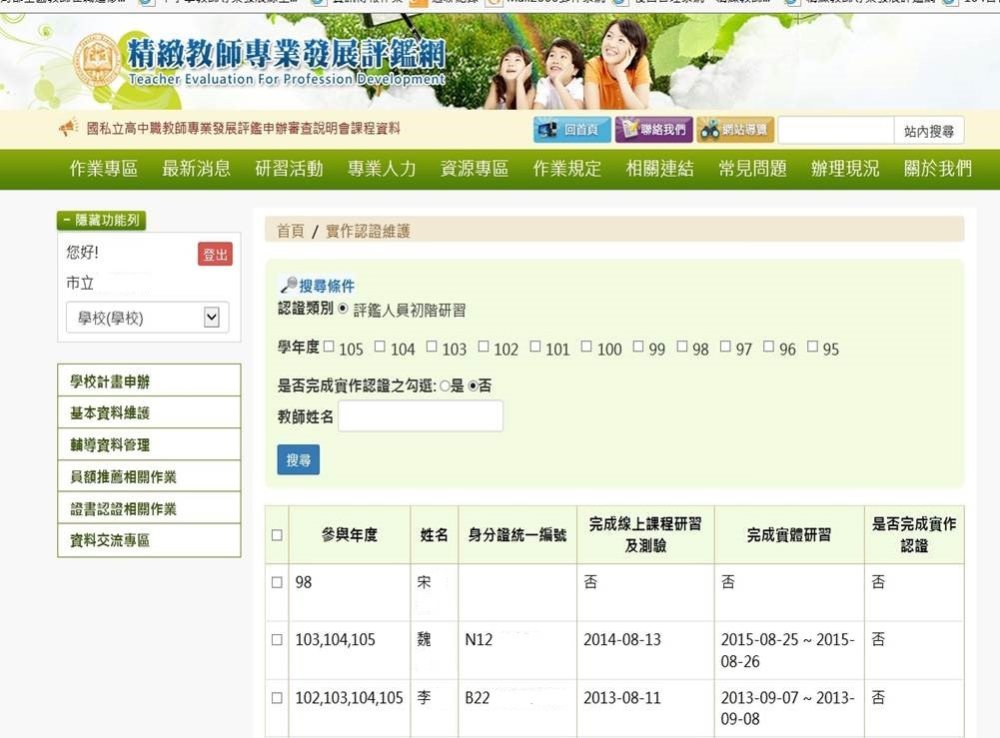 精緻教師專業發展評鑑網
Teacher Evaluation For Profession Development
國私立高中職教師專業發展評鑑申辦審查說明會課程資料
回首頁 聯絡我們 網站導覽 站內搜尋
作業專區 最新消息 研習活動 專業人力 資源專區 作業規定 相關連結 常見問題 辦理現況 關於我們
－隱藏功能列
您好! 登出
市立
學校(學校)
學校計畫申辦
基本資料維護
輔導資料管理
員額推薦相關作業
證書認證相關作業
資料交流專區
首頁 / 實作認證維護
搜尋條件
認證類別 評鑑人員初階研習
學年度 105 104 103 102 101 100 99 98 97 96 95
是否完成實作認證之勾選: 是 否
教師姓名
搜尋
參與年度 姓名 身分證統一編號 完成線上課程研習及測驗 完成實體研習 是否完成實作認證
98 宋 否 否 否
103,104,105 魏 N12 2014-08-13 2015-08-25 ~ 2015-08-26 否
102,103,104,105 李 B22 2013-08-11 2013-09-07 ~ 2013-09-08 否